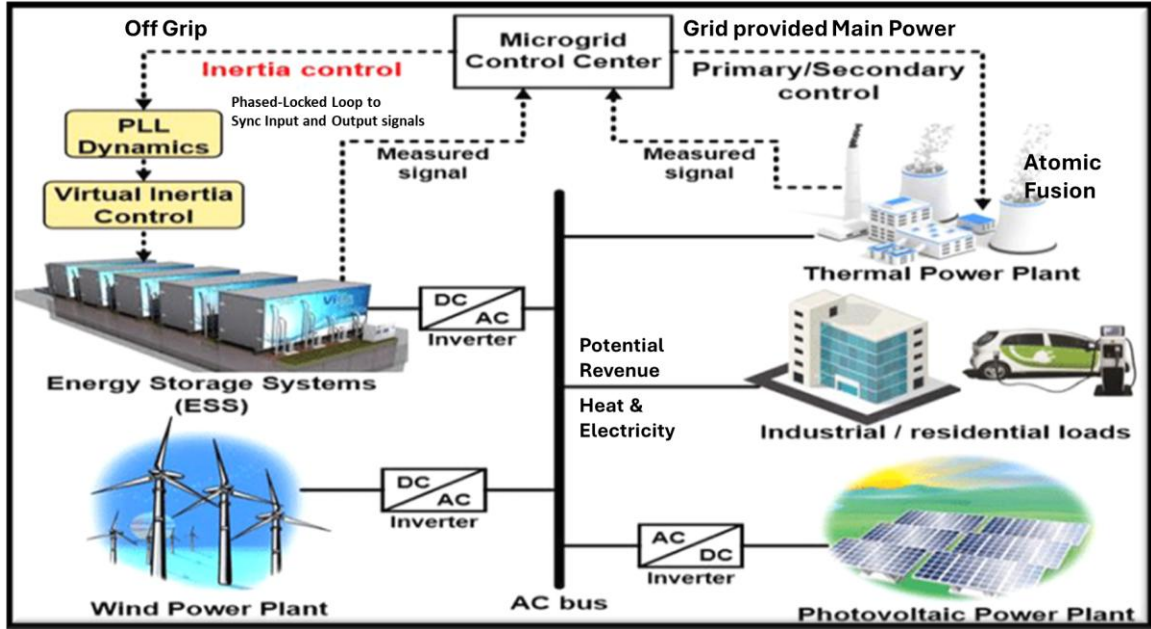 Off Grip
Microgrid
Control Center
Grid provided Main Power
Inertia control
Primary/Secondary
control
Phased-Locked Loop to
Sync Input and Output signals
PLL
Dynamics
Measured
signal
Measured
signal
Atomic
Fusion
Virtual Inertia
Control
Thermal Power Plant
DC
AC
Inverter
Energy Storage Systems
(ESS)
Potential
Revenue
Heat &
Electricity
Industrial / residential loads
DC
AC
Inverter
AC
DC
Inverter
Wind Power Plant
AC bus
Photovoltaic Power Plant